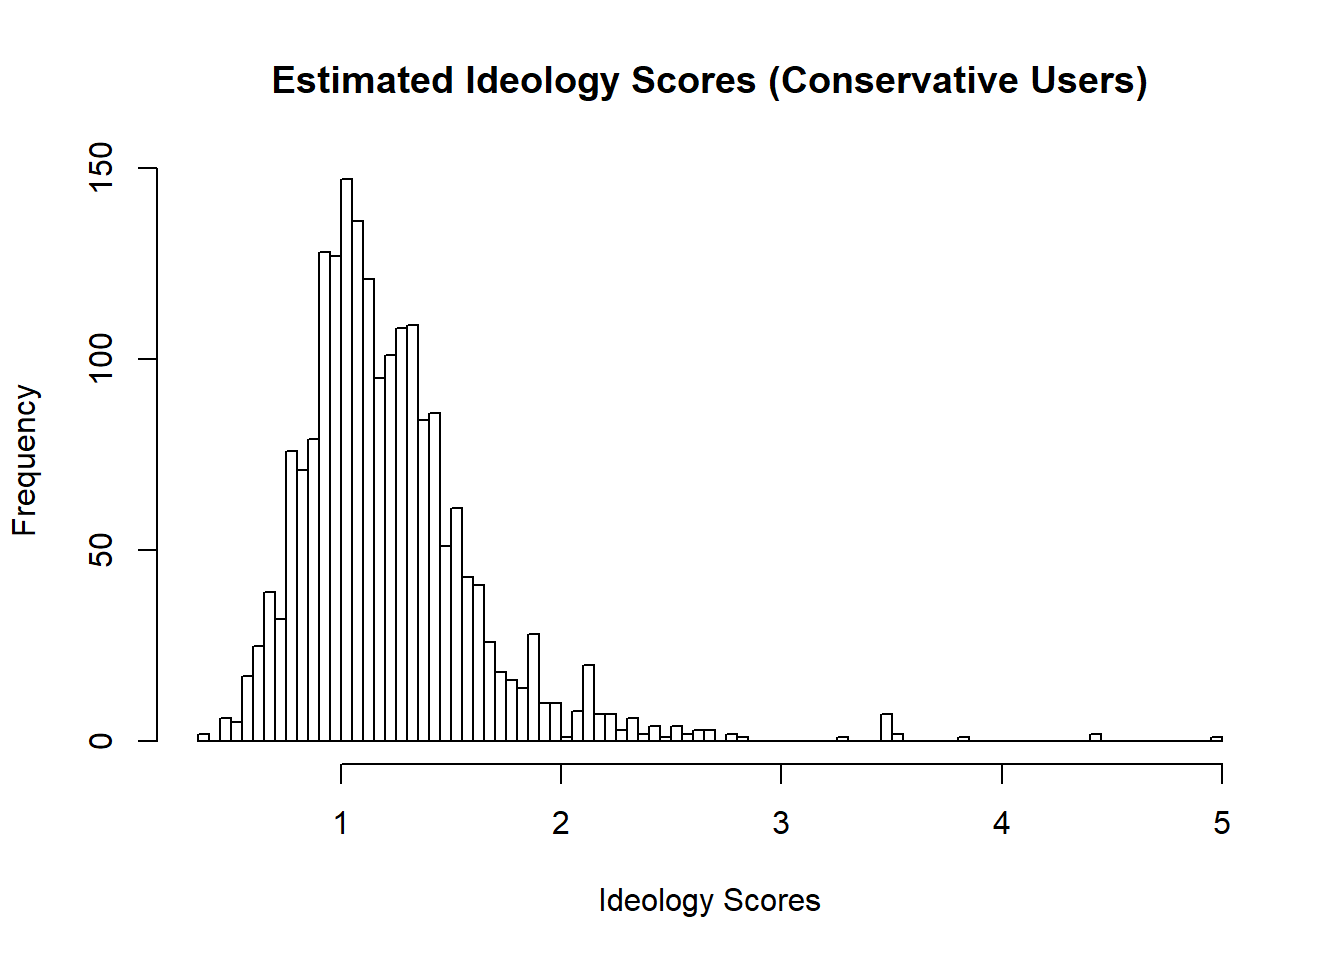 Estimated Ideology Scores (Conservative Users)
150
100
50
0
Frequency
1 2 3 4 5
Ideology Scores